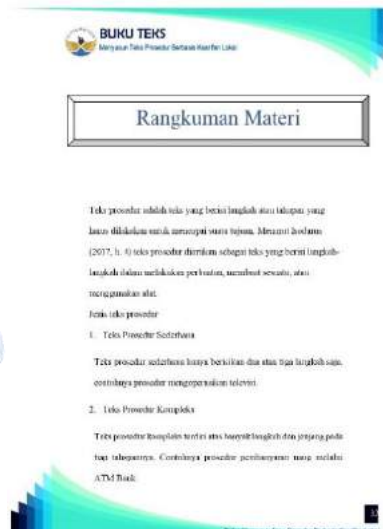 BUKU TEKS
Menyusun Teks Prosedur Berbasis Kearifan Lokal
Rangkuman Materi
Teks prosedur adalah teks yang berisi langkah atau tahapan yang
harus dilakukan untuk mencapai suatu tujuan. Menurut
(2017, h. 4) teks prosedur diartikan sebagai teks yang berisi langkah-
langkah dalam melakukan perbuatan, membuat sesuatu, atau
menggunakan alat.
Jenis teks prosedur
1. Teks Prosedur Sederhana
Teks prosedur sederhana hanya berisikan dua atau tiga langkah saja,
contohnya prosedur mengoperasikan televisi.
2. Teks Prosedur Kompleks
Teks prosedur kompleks terdiri atas banyak langkah dan jenjang pada
tiap tahapannya. Contohnya prosedur pembayaran uang melalui
ATM Bank.